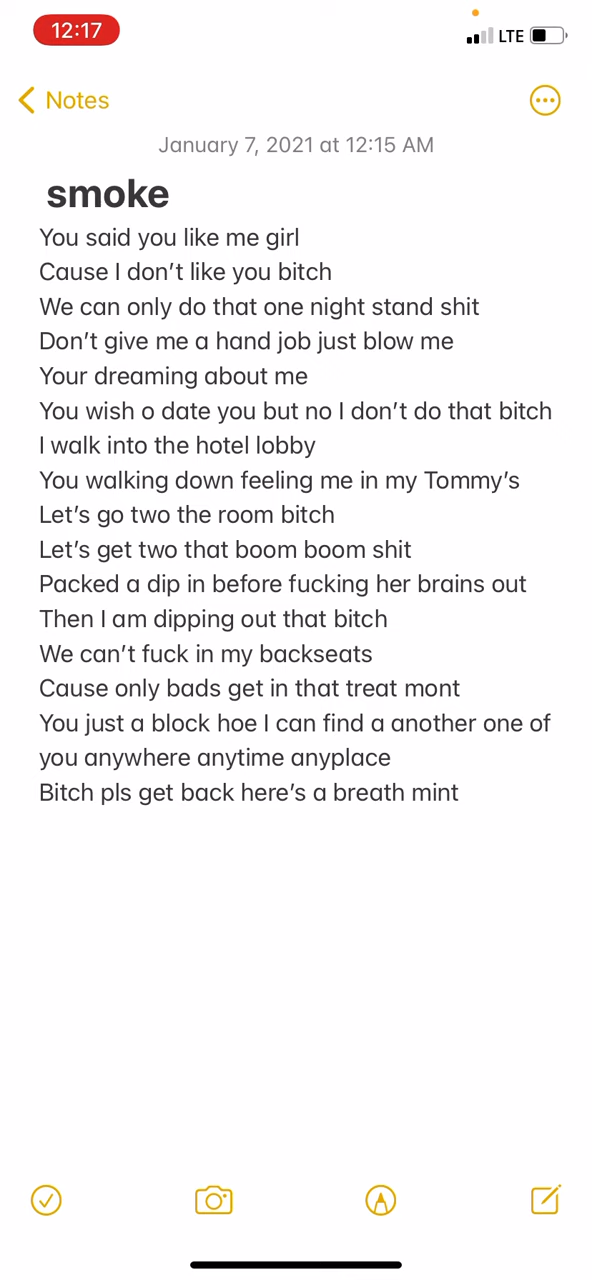 12:17
LTE
Notes
January 7, 2021 at 12:15 AM
smoke
You said you like me girl
Cause I don't like you bitch
We can only do that one night stand shit
Don't give me a hand job just blow me
Your dreaming about me
You wish o date you but no I don't do that bitch
I walk into the hotel lobby
You walking down feeling me in my Tommy's
Let's go two the room bitch
Let's get two that boom boom shit
Packed a dip in before fucking her brains out
Then I am dipping out that bitch
We can't fuck in my backseats
Cause only bads get in that treat mont
You just a block hoe I can find a another one of
you anywhere anytime anyplace
Bitch pls get back here's a breath mint